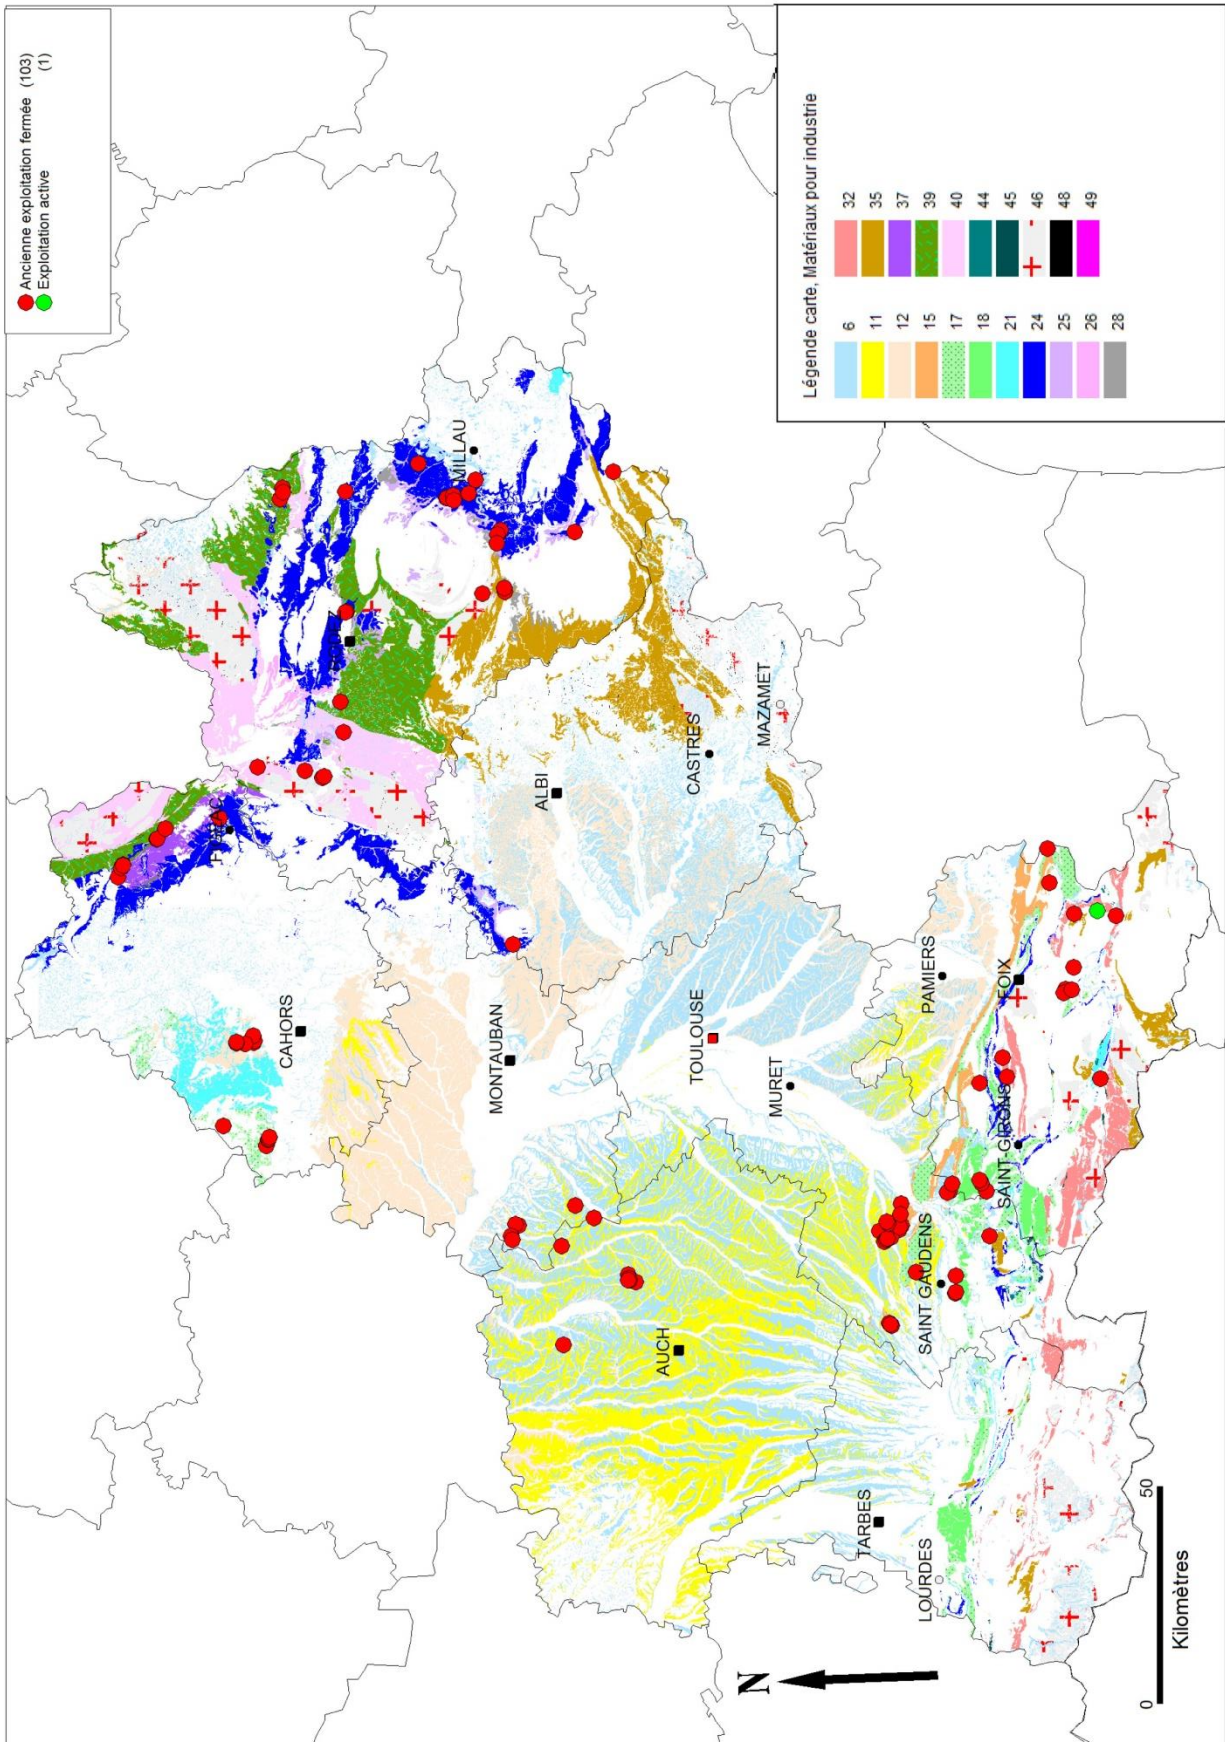 Ancienne exploitation fermée (103)
Exploitation active (1)
MILLAU
ALBI
CASTRES
MAZAMET
CAHORS
MONTAUBAN
TOULOUSE
MURET
PAMIERS
FOIX
SAINT-GIRONS
SAINT GAUDENS
AUCH
TARBES
LOURDES
N
0 50
Kilomètres
Légende carte, Matériaux pour industrie
6 32
11 35
12 37
15 39
17 40
18 44
21 45
24 46
25 48
26 49
28